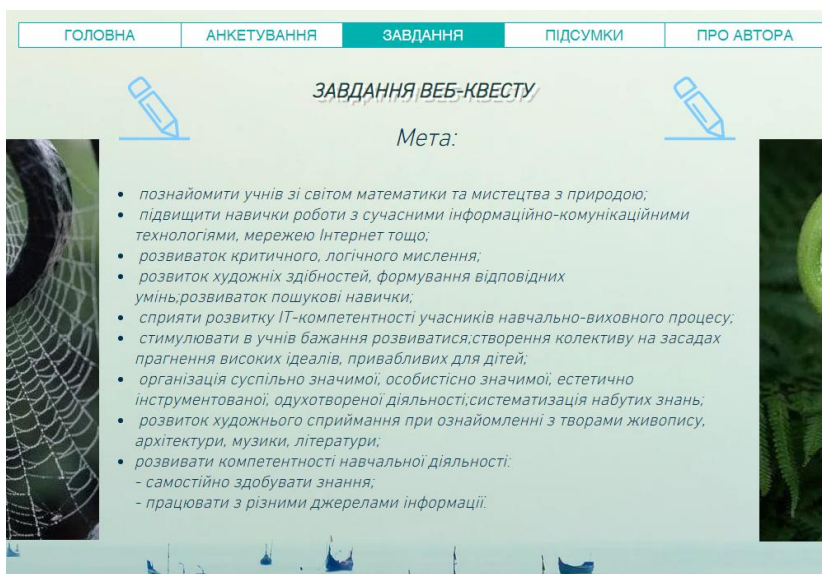 ГОЛОВНА АНКЕТУВАННЯ ЗАВДАННЯ ПІДСУМКИ ПРО АВТОРА
ЗАВДАННЯ ВЕБ-КВЕСТУ
Мета:
• познайомити учнів зі світом математики та мистецтва з природою;
• підвищити навички роботи з сучасними інформаційно-комунікаційними
технологіями, мережею Інтернет тощо;
• розвиваток критичного, логічного мислення;
• розвиток художніх здібностей, формування відповідних
умінь;розвиваток пошукові навички;
• сприяти розвитку ІТ-компетентності учасників навчально-виховного процесу;
• стимулювати в учнів бажання розвиватися;створення колективу на засадах
прагнення високих ідеалів, привабливих для дітей;
• організація суспільно значимої, особистісно значимої, естетично
інструментованої, одухотвореної діяльності,систематизація набутих знань;
• розвиток художнього сприймання при ознайомленні з творами живопису,
архітектури, музики, літератури;
• розвивати компетентності навчальної діяльності:
- самостійно здобувати знання;
- працювати з різними джерелами інформації.